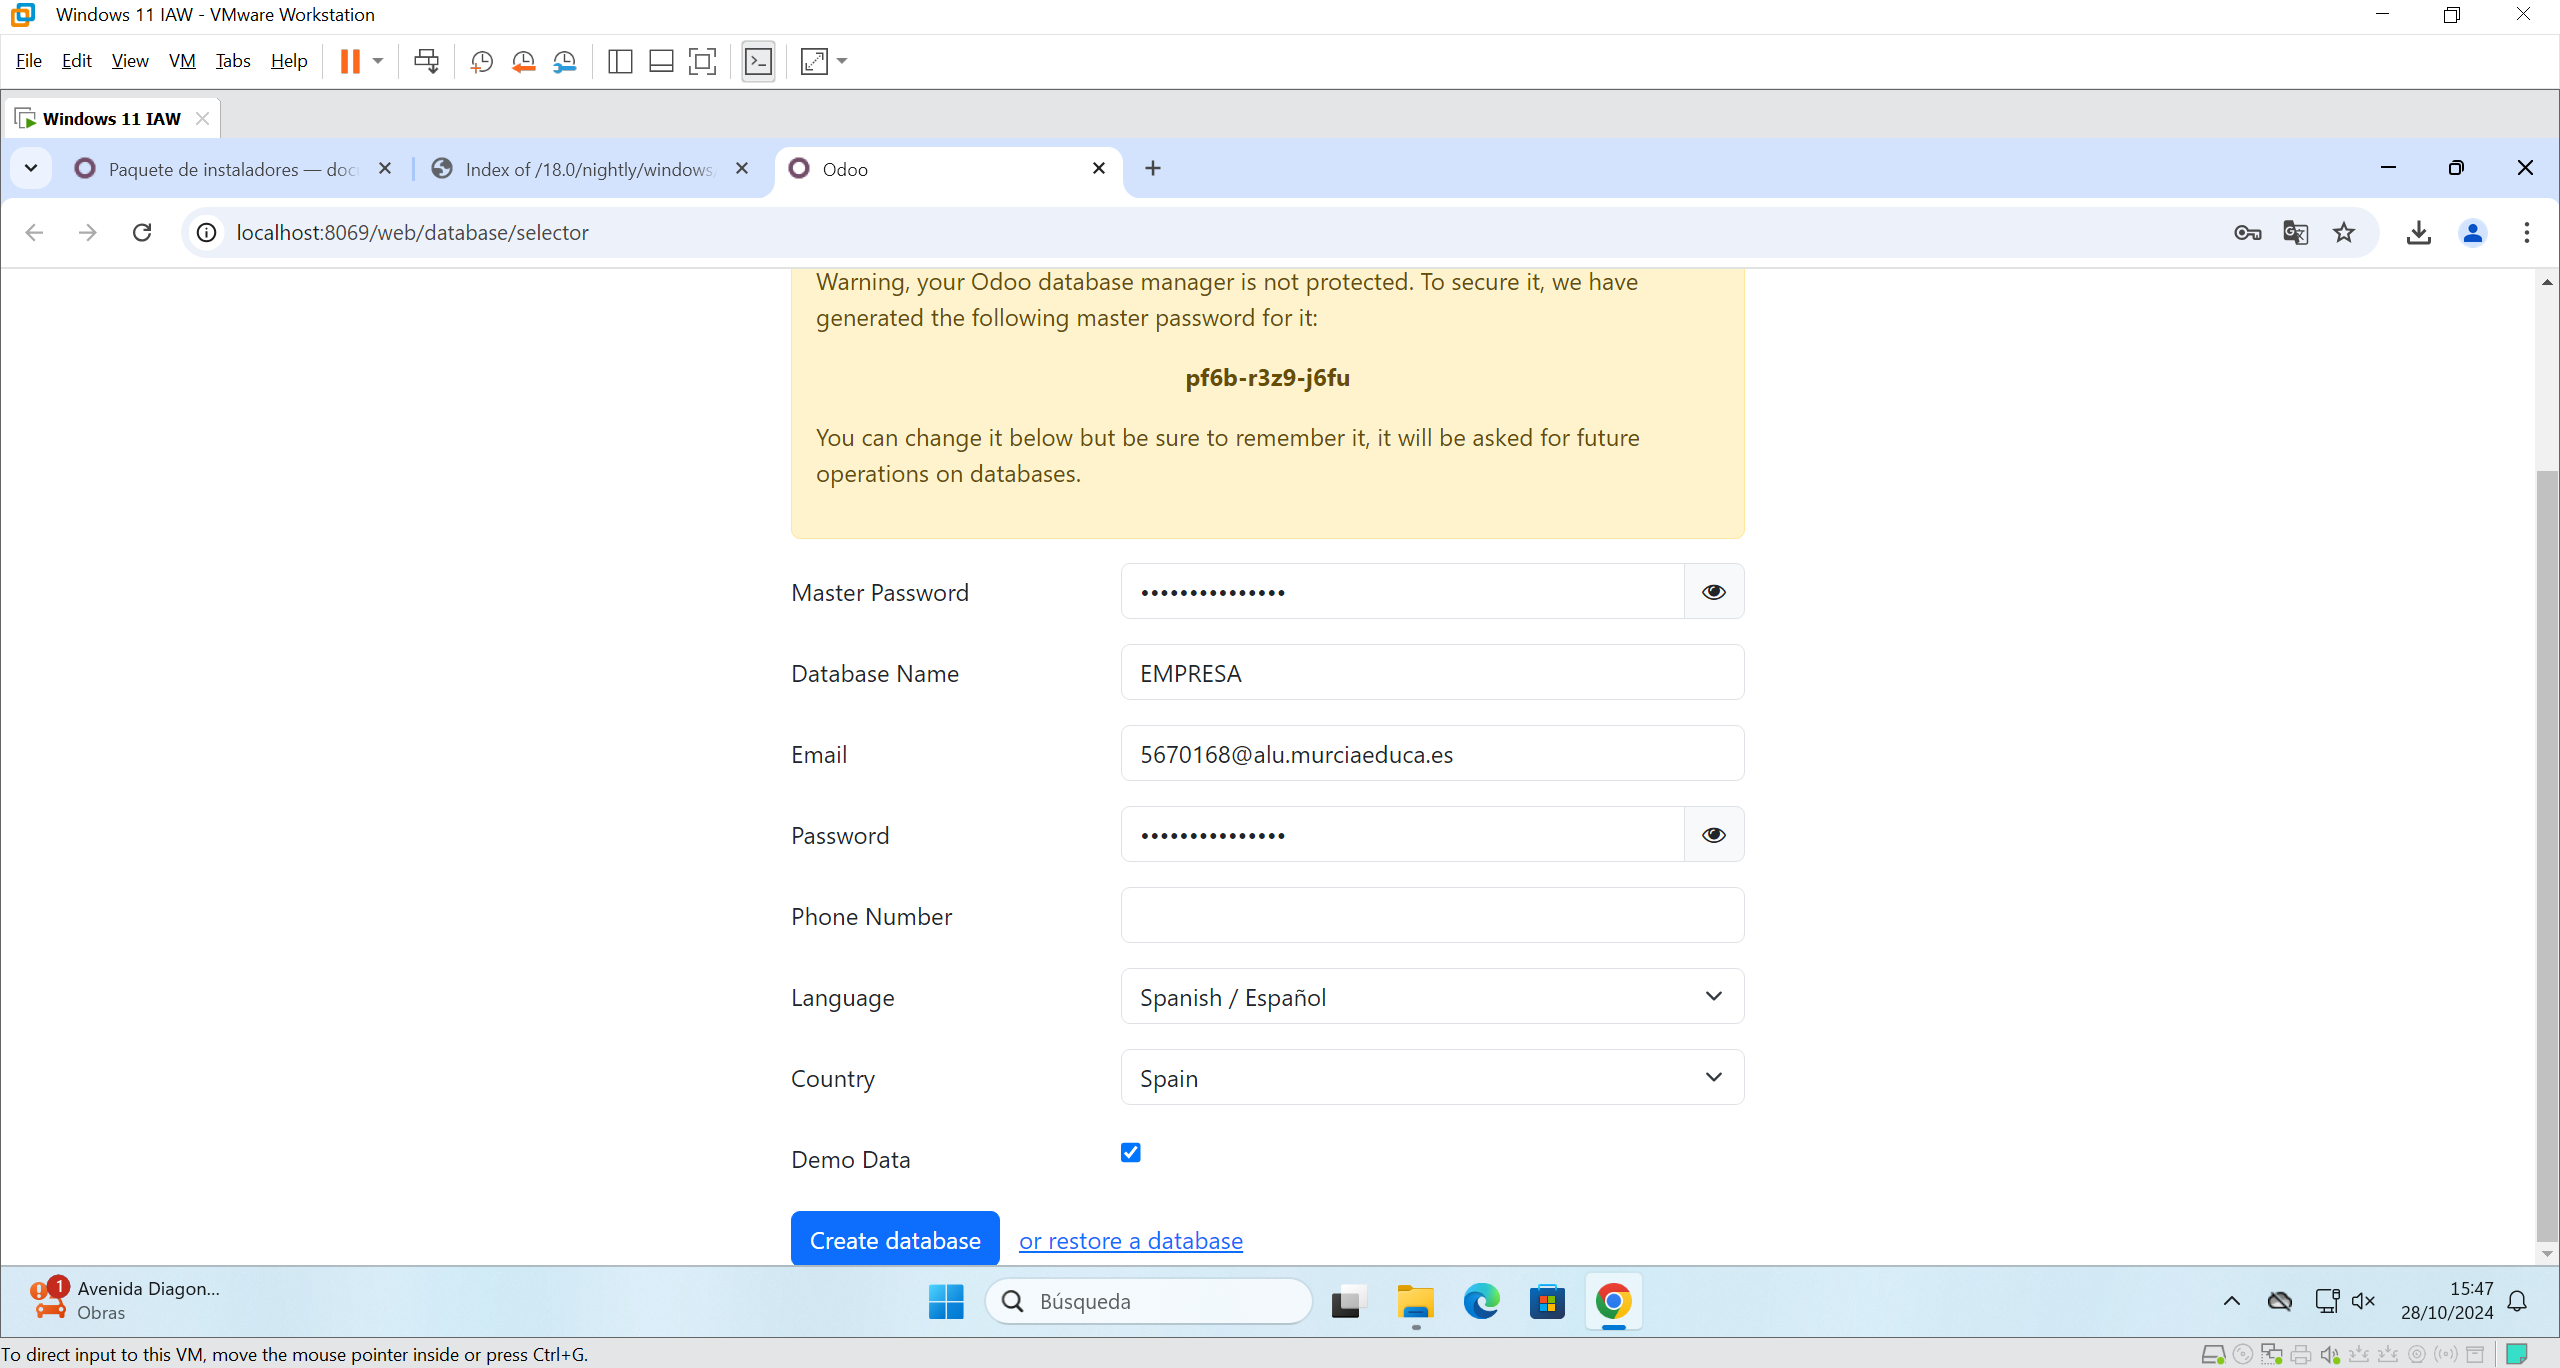 Windows 11 IAW - VMware Workstation
File Edit View VM Tabs Help
Windows 11 IAW
Paquete de instaladores — doc
Index of /18.0/nightly/windows/
Odoo
localhost:8069/web/database/selector
Warning, your Odoo database manager is not protected. To secure it, we have
generated the following master password for it:
pf6b-r3z9-j6fu
You can change it below but be sure to remember it, it will be asked for future
operations on databases.
Master Password •••••••••••••••
Database Name EMPRESA
Email 5670168@alu.murciaeduca.es
Password •••••••••••••••
Phone Number
Language Spanish / Español
Country Spain
Demo Data
Create database or restore a database
1 Avenida Diagon...
Obras
Búsqueda
15:47
28/10/2024
To direct input to this VM, move the mouse pointer inside or press Ctrl+G.